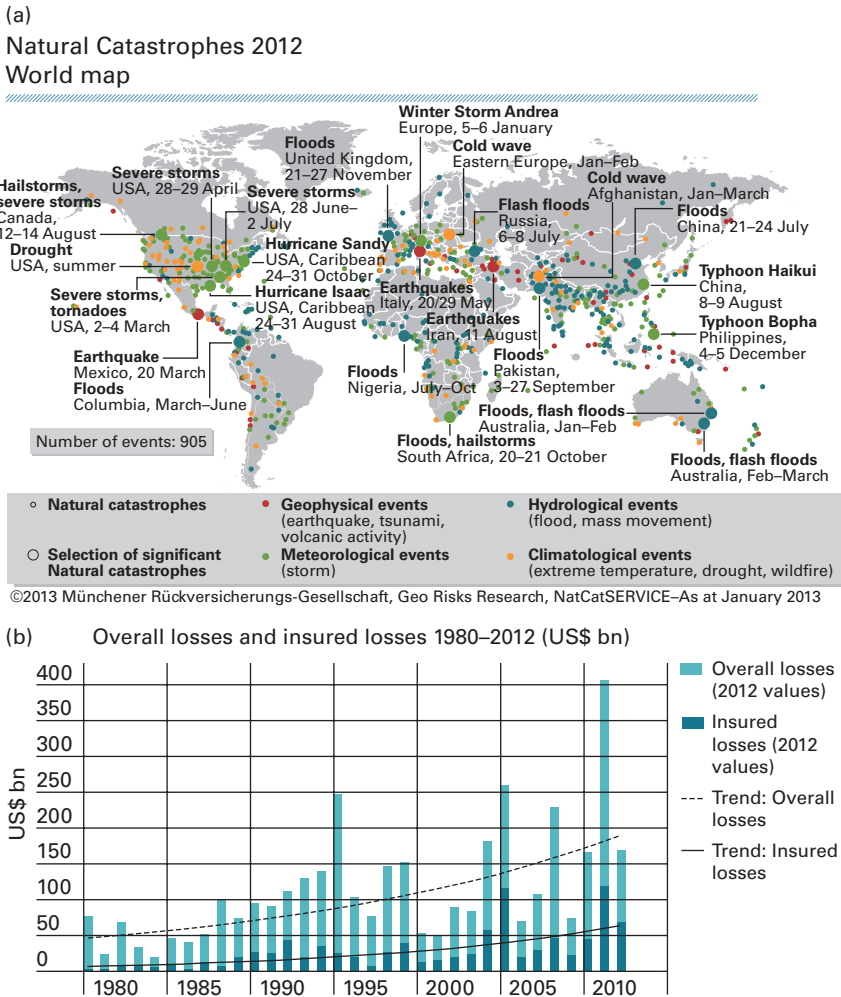 (a)
Natural Catastrophes 2012
World map
Winter Storm Andrea
Europe, 5–6 January
Floods
United Kingdom,
21–27 November
Cold wave
Eastern Europe, Jan–Feb
Cold wave
Afghanistan, Jan–March
Severe storms
USA, 28–29 April
Hailstorms,
severe storms
Canada,
12–14 August
Severe storms
USA, 28 June–
2 July
Flash floods
Russia,
6–8 July
Floods
China, 21–24 July
Drought
USA, summer
Hurricane Sandy
USA, Caribbean
24–31 October
Typhoon Haikui
China,
8–9 August
Severe storms,
tornadoes
USA, 2–4 March
Hurricane Isaac
USA, Caribbean
24–31 August
Earthquakes
Italy, 20/29 May
Earthquakes
Iran, 11 August
Typhoon Bopha
Philippines,
4–5 December
Earthquake
Mexico, 20 March
Floods
Columbia, March–June
Floods
Nigeria, July–Oct
Floods
Pakistan,
3–27 September
Floods, flash floods
Australia, Jan–Feb
Number of events: 905
Floods, hailstorms
South Africa, 20–21 October
Floods, flash floods
Australia, Feb–March
Natural catastrophes
Geophysical events
(earthquake, tsunami,
volcanic activity)
Hydrological events
(flood, mass movement)
Selection of significant
Natural catastrophes
Meteorological events
(storm)
Climatological events
(extreme temperature, drought, wildfire)
©2013 Münchener Rückversicherungs-Gesellschaft, Geo Risks Research, NatCatSERVICE–As at January 2013
(b)
Overall losses and insured losses 1980–2012 (US$ bn)
400
350
300
250
200
150
100
50
0
US$ bn
1980
1985
1990
1995
2000
2005
2010
Overall losses
(2012 values)
Insured
losses (2012
values)
Trend: Overall
losses
Trend: Insured
losses